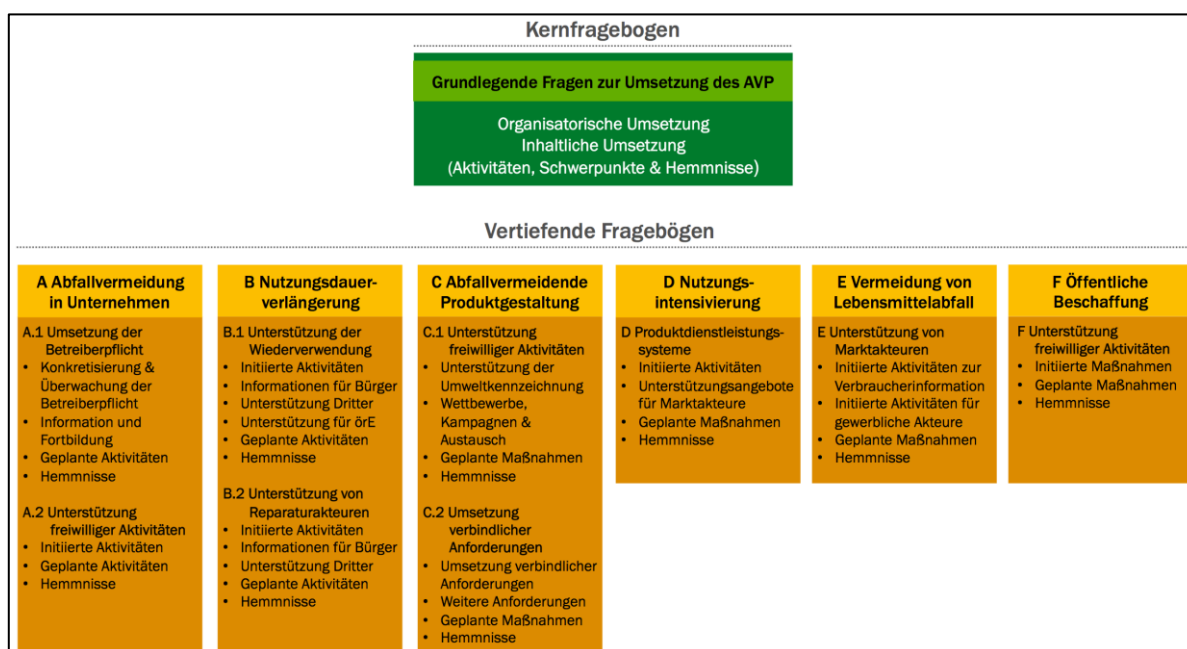 Kernfragebogen
Grundlegende Fragen zur Umsetzung des AVP
Organisatorische Umsetzung
Inhaltliche Umsetzung
(Aktivitäten, Schwerpunkte & Hemmnisse)
Vertiefende Fragebögen
A Abfallvermeidung
in Unternehmen
A.1 Umsetzung der
Betreiberpflicht
• Konkretisierung &
Überwachung der
Betreiberpflicht
• Information und
Fortbildung
• Geplante Aktivitäten
• Hemmnisse
A.2 Unterstützung
freiwilliger Aktivitäten
• Initiierte Aktivitäten
• Geplante Aktivitäten
• Hemmnisse
B Nutzungsdauer-
verlängerung
B.1 Unterstützung der
Wiederverwendung
• Initiierte Aktivitäten
• Informationen für Bürger
• Unterstützung Dritter
• Unterstützung für örE
• Geplante Aktivitäten
• Hemmnisse
B.2 Unterstützung von
Reparaturakteuren
• Initiierte Aktivitäten
• Informationen für Bürger
• Unterstützung Dritter
• Geplante Aktivitäten
• Hemmnisse
C Abfallvermeidende
Produktgestaltung
C.1 Unterstützung
freiwilliger Aktivitäten
• Unterstützung der
Umweltkennzeichnung
• Wettbewerbe,
Kampagnen &
Austausch
• Geplante Maßnahmen
• Hemmnisse
C.2 Umsetzung
verbindlicher
Anforderungen
• Umsetzung verbindlicher
Anforderungen
• Weitere Anforderungen
• Geplante Maßnahmen
• Hemmnisse
D Nutzungs-
intensivierung
D Produktdienstleistungs-
systeme
• Initiierte Aktivitäten
• Unterstützungsangebote
für Marktakteure
• Geplante Maßnahmen
• Hemmnisse
E Vermeidung von
Lebensmittelabfall
E Unterstützung von
Marktakteuren
• Initiierte Aktivitäten zur
Verbraucherinformation
• Initiierte Aktivitäten für
gewerbliche Akteure
• Geplante Maßnahmen
• Hemmnisse
F Öffentliche
Beschaffung
F Unterstützung
freiwilliger Aktivitäten
• Initiierte Maßnahmen
• Geplante Maßnahmen
• Hemmnisse